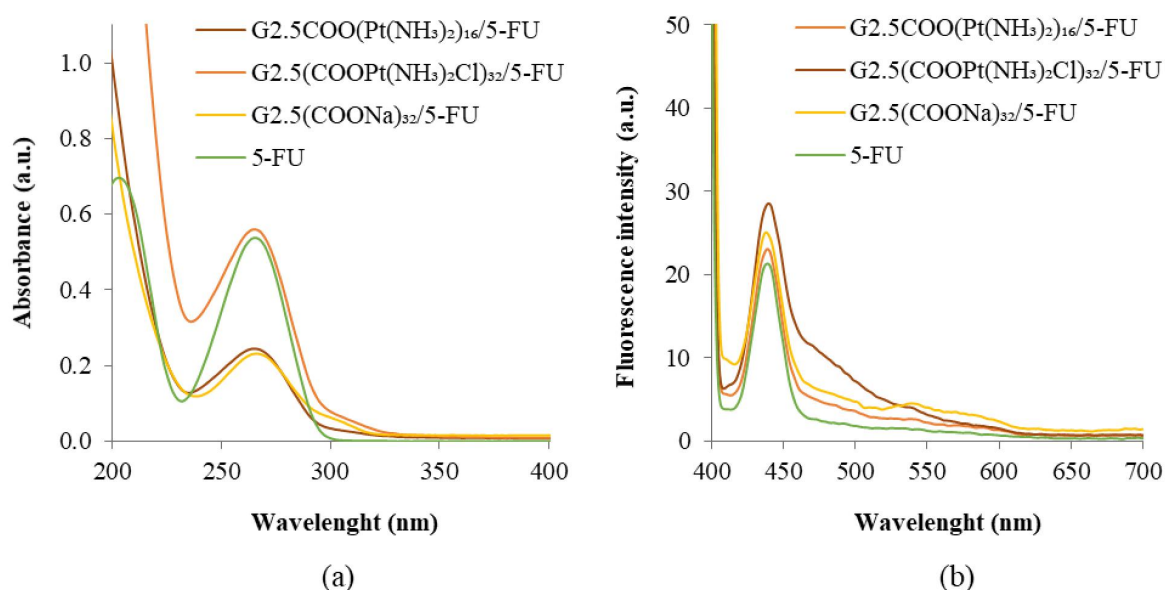 G2.5COO(Pt(NH₃)₂)₁₆/5-FU
G2.5(COOPt(NH₃)₂Cl)₃₂/5-FU
G2.5(COONa)₃₂/5-FU
5-FU
1.0
0.8
0.6
0.4
0.2
0.0
200
250
300
350
400
Absorbance (a.u.)
Wavelenght (nm)
(a)
G2.5COO(Pt(NH₃)₂)₁₆/5-FU
G2.5(COOPt(NH₃)₂Cl)₃₂/5-FU
G2.5(COONa)₃₂/5-FU
5-FU
50
40
30
20
10
0
400
450
500
550
600
650
700
Fluorescence intensity (a.u.)
Wavelenght (nm)
(b)